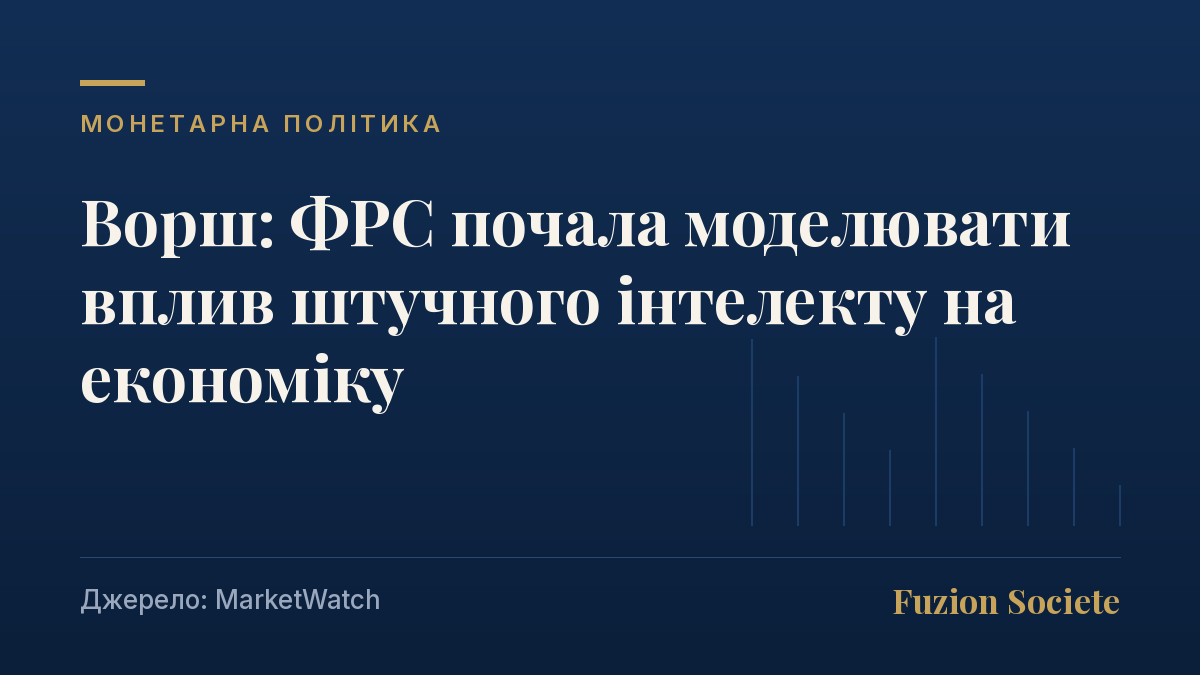 МОНЕТАРНА ПОЛІТИКА
Ворш: ФРС почала моделювати
вплив штучного інтелекту на
економіку
Джерело: MarketWatch
Fuzion Societe